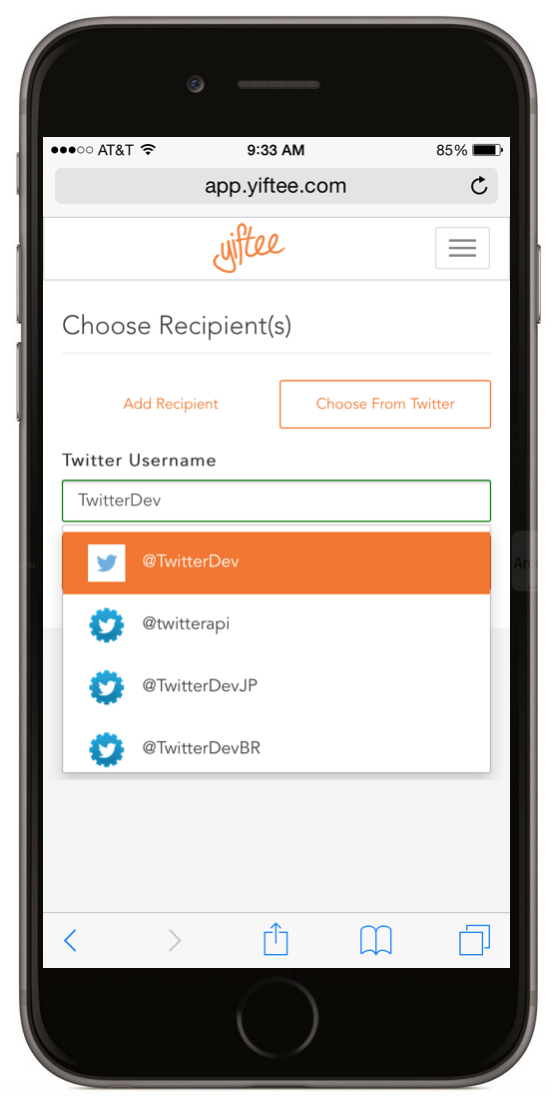 AT&T 9:33 AM 85%
app.yiftee.com
yiftee
Choose Recipient(s)
Add Recipient Choose From Twitter
Twitter Username
TwitterDev
@TwitterDev
@twitterapi
@TwitterDevJP
@TwitterDevBR